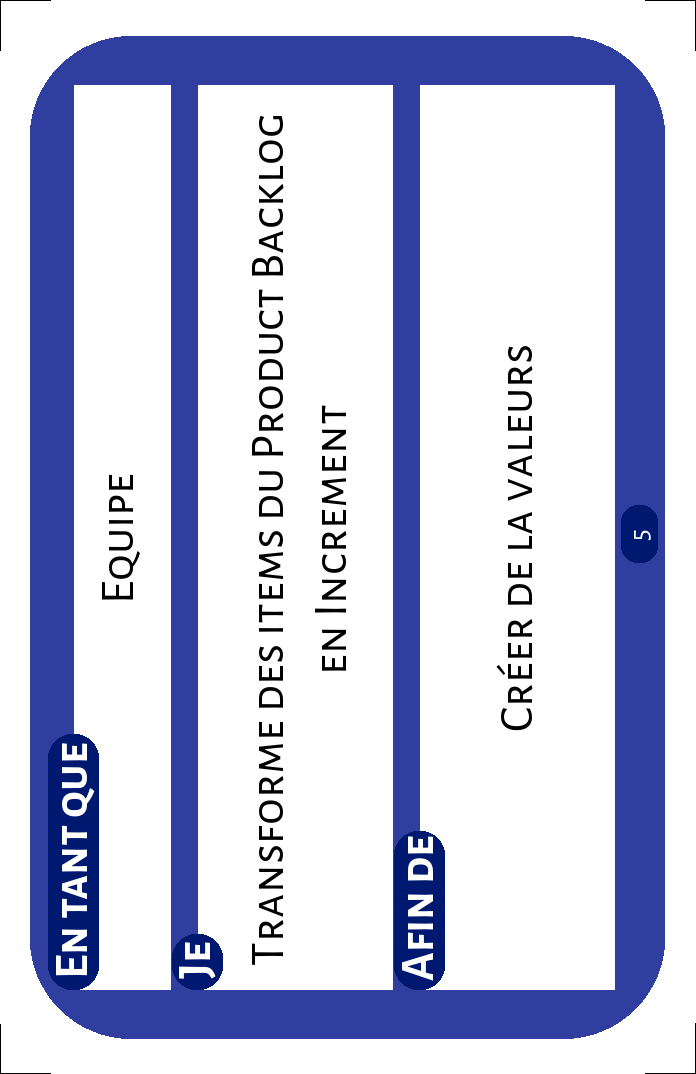 En tant que
Equipe
Je
Transforme des items du Product Backlog
en Increment
Afin de
Créer de la valeurs
5